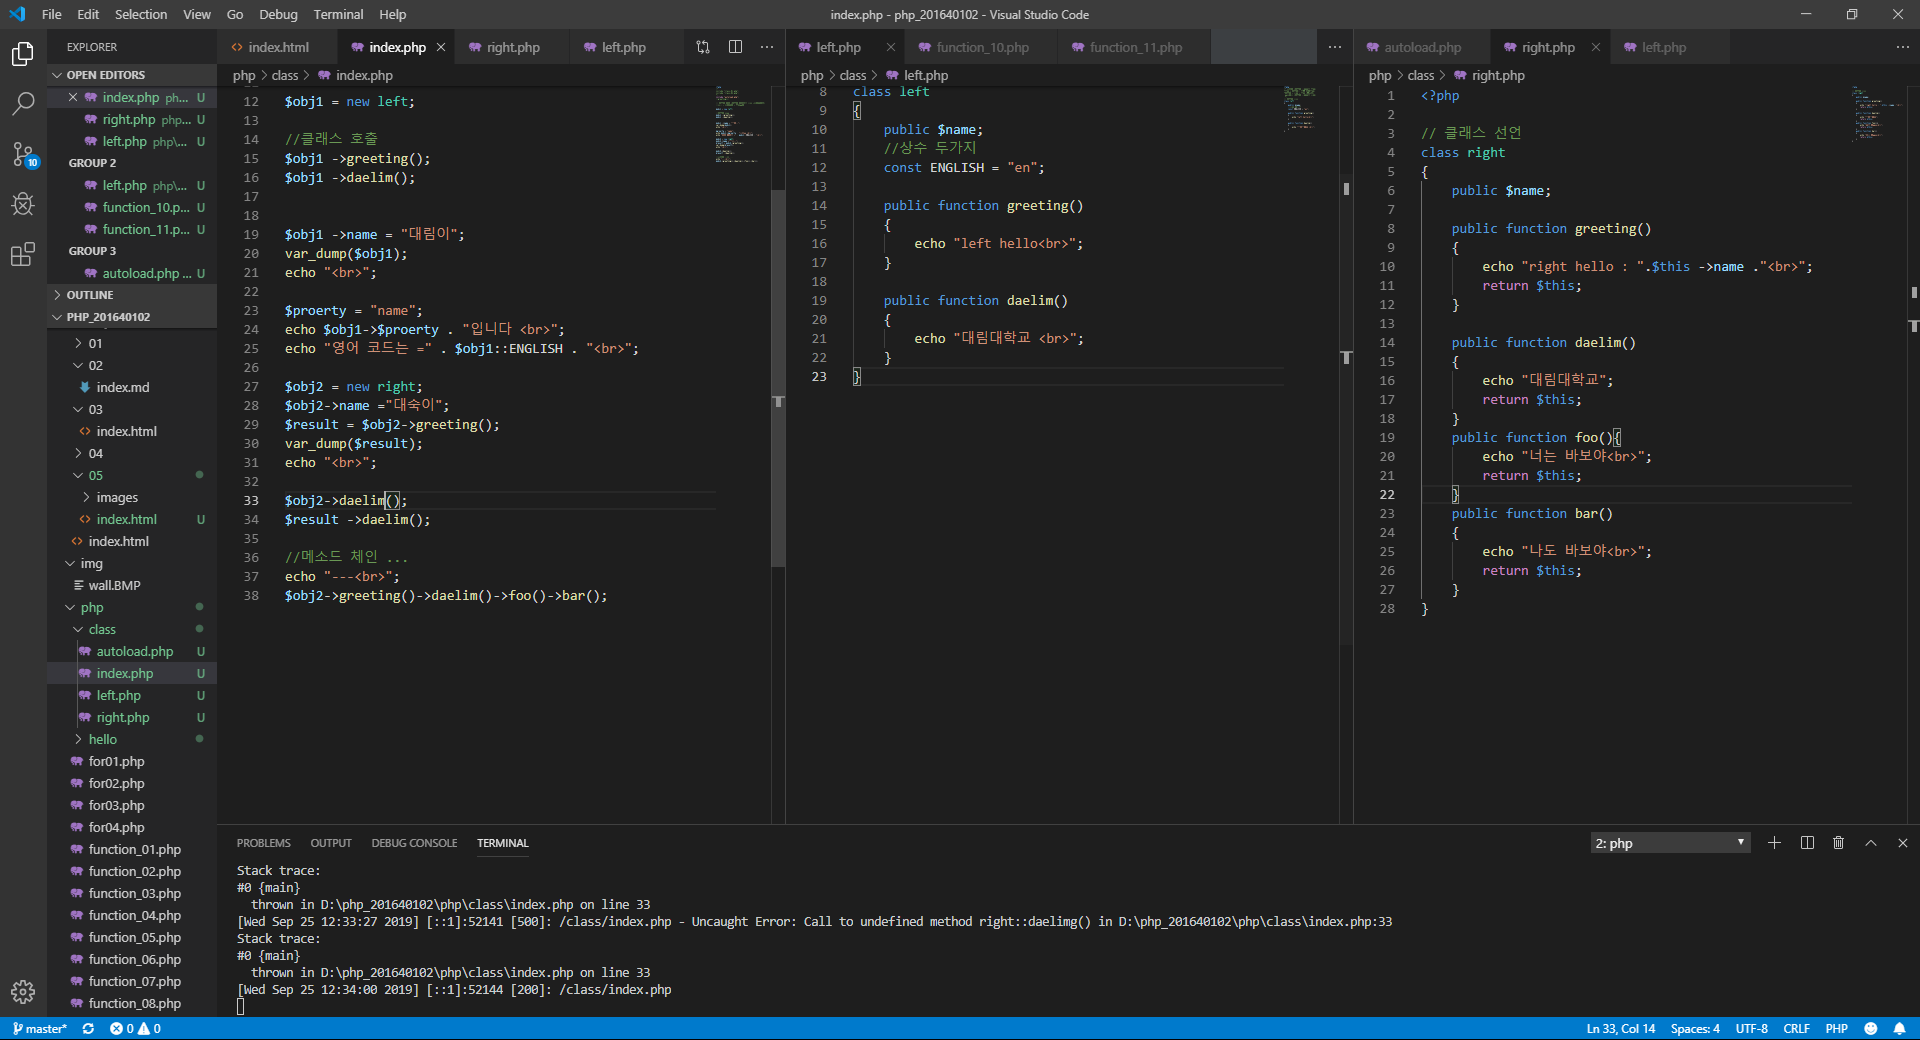 File Edit Selection View Go Debug Terminal Help
index.php - php_201640102 - Visual Studio Code
EXPLORER
OPEN EDITORS
index.php ph... U
right.php php... U
left.php php\... U
GROUP 2
left.php php\... U
function_10.p... U
function_11.p... U
GROUP 3
autoload.php ... U
OUTLINE
PHP_201640102
01
02
index.md
03
index.html
04
05
images
index.html U
index.html
img
wall.BMP
php
class
autoload.php U
index.php U
left.php U
right.php U
hello
for01.php
for02.php
for03.php
for04.php
function_01.php
function_02.php
function_03.php
function_04.php
function_05.php
function_06.php
function_07.php
function_08.php
10
index.html index.php right.php left.php
php > class > index.php
12 $obj1 = new left;
13
14 //클래스 호출
15 $obj1 ->greeting();
16 $obj1 ->daelim();
17
18
19 $obj1 ->name = "대림이";
20 var_dump($obj1);
21 echo "<br>";
22
23 $proerty = "name";
24 echo $obj1->$proerty . "입니다 <br>";
25 echo "영어 코드는 =" . $obj1::ENGLISH . "<br>";
26
27 $obj2 = new right;
28 $obj2->name ="대숙이";
29 $result = $obj2->greeting();
30 var_dump($result);
31 echo "<br>";
32
33 $obj2->daelim();
34 $result ->daelim();
35
36 //메소드 체인 ...
37 echo "---<br>";
38 $obj2->greeting()->daelim()->foo()->bar();
left.php function_10.php function_11.php
php > class > left.php
8 class left
9 {
10 public $name;
11 //상수 두가지
12 const ENGLISH = "en";
13
14 public function greeting()
15 {
16 echo "left hello<br>";
17 }
18
19 public function daelim()
20 {
21 echo "대림대학교 <br>";
22 }
23 }
autoload.php right.php left.php
php > class > right.php
1 <?php
2
3 // 클래스 선언
4 class right
5 {
6 public $name;
7
8 public function greeting()
9 {
10 echo "right hello : ".$this ->name ."<br>";
11 return $this;
12 }
13
14 public function daelim()
15 {
16 echo "대림대학교";
17 return $this;
18 }
19 public function foo(){
20 echo "너는 바보야<br>";
21 return $this;
22 }
23 public function bar()
24 {
25 echo "나도 바보야<br>";
26 return $this;
27 }
28 }
PROBLEMS OUTPUT DEBUG CONSOLE TERMINAL
2: php
Stack trace:
#0 {main}
thrown in D:\php_201640102\php\class\index.php on line 33
[Wed Sep 25 12:33:27 2019] [::1]:52141 [500]: /class/index.php - Uncaught Error: Call to undefined method right::daelimg() in D:\php_201640102\php\class\index.php:33
Stack trace:
#0 {main}
thrown in D:\php_201640102\php\class\index.php on line 33
[Wed Sep 25 12:34:00 2019] [::1]:52144 [200]: /class/index.php
master* 0 0
Ln 33, Col 14 Spaces: 4 UTF-8 CRLF PHP